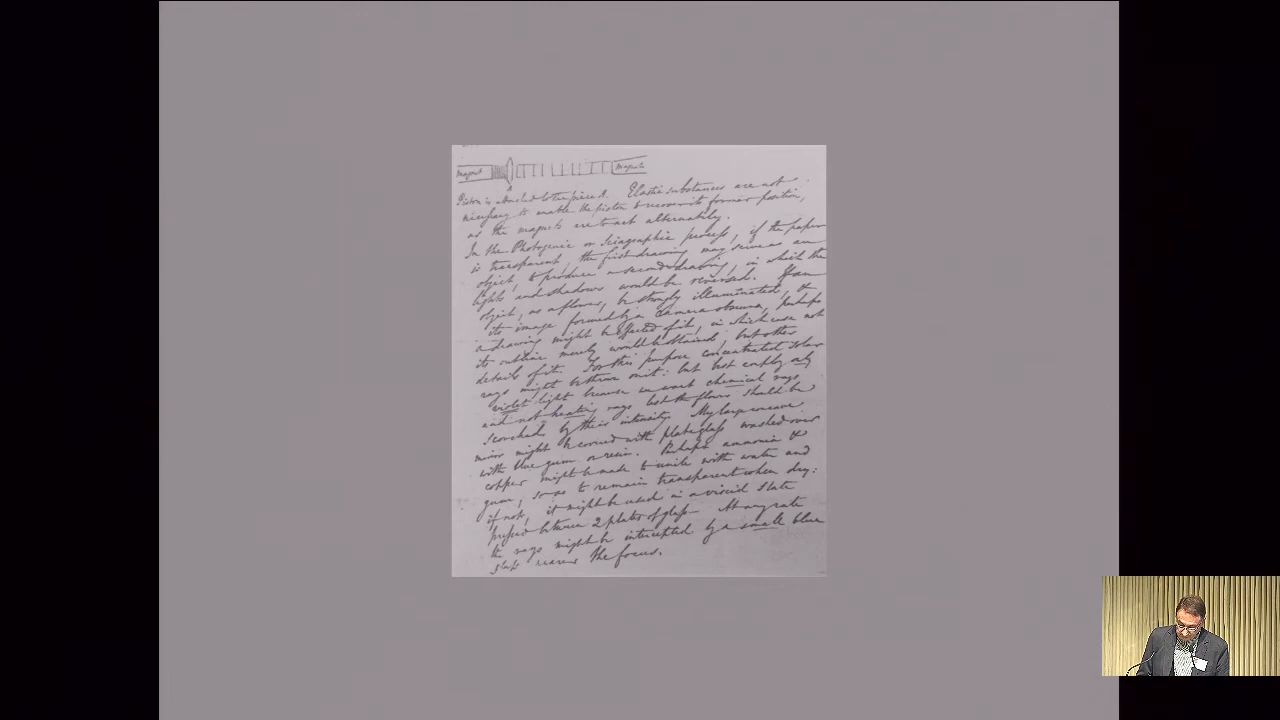 magnet magnets
A
Piston is attached to the piece A. Elastic substances are not
necessary to enable the piston to recover its former position,
as the magnets are to act alternately.
In the Photogenic or Sciagraphic process, if the paper
is transparent, the first drawing may serve as an
object, to produce a second drawing, in which the
lights and shadows would be reversed. If an
object, as a flower, be strongly illuminated, &
its image formed by a camera obscura, perhaps
a drawing might be effected of it, in which case not
its outline merely would be obtained, but other
details of it. For this purpose concentrated solar
rays might be thrown on it: but best employ only
violet light because we want chemical rays
and not heating rays lest the flower should be
scorched by their intensity. My large
mirror might be covered with plate glass washed over
with blue gum or resin. Perhaps ammonia &
copper might be made to unite with water and
gum, so as to remain transparent when dry:
if not, it might be used in a viscid state
pressed between 2 plates of glass— At any rate
the rays might be intercepted by a small blue
glass nearer the focus.